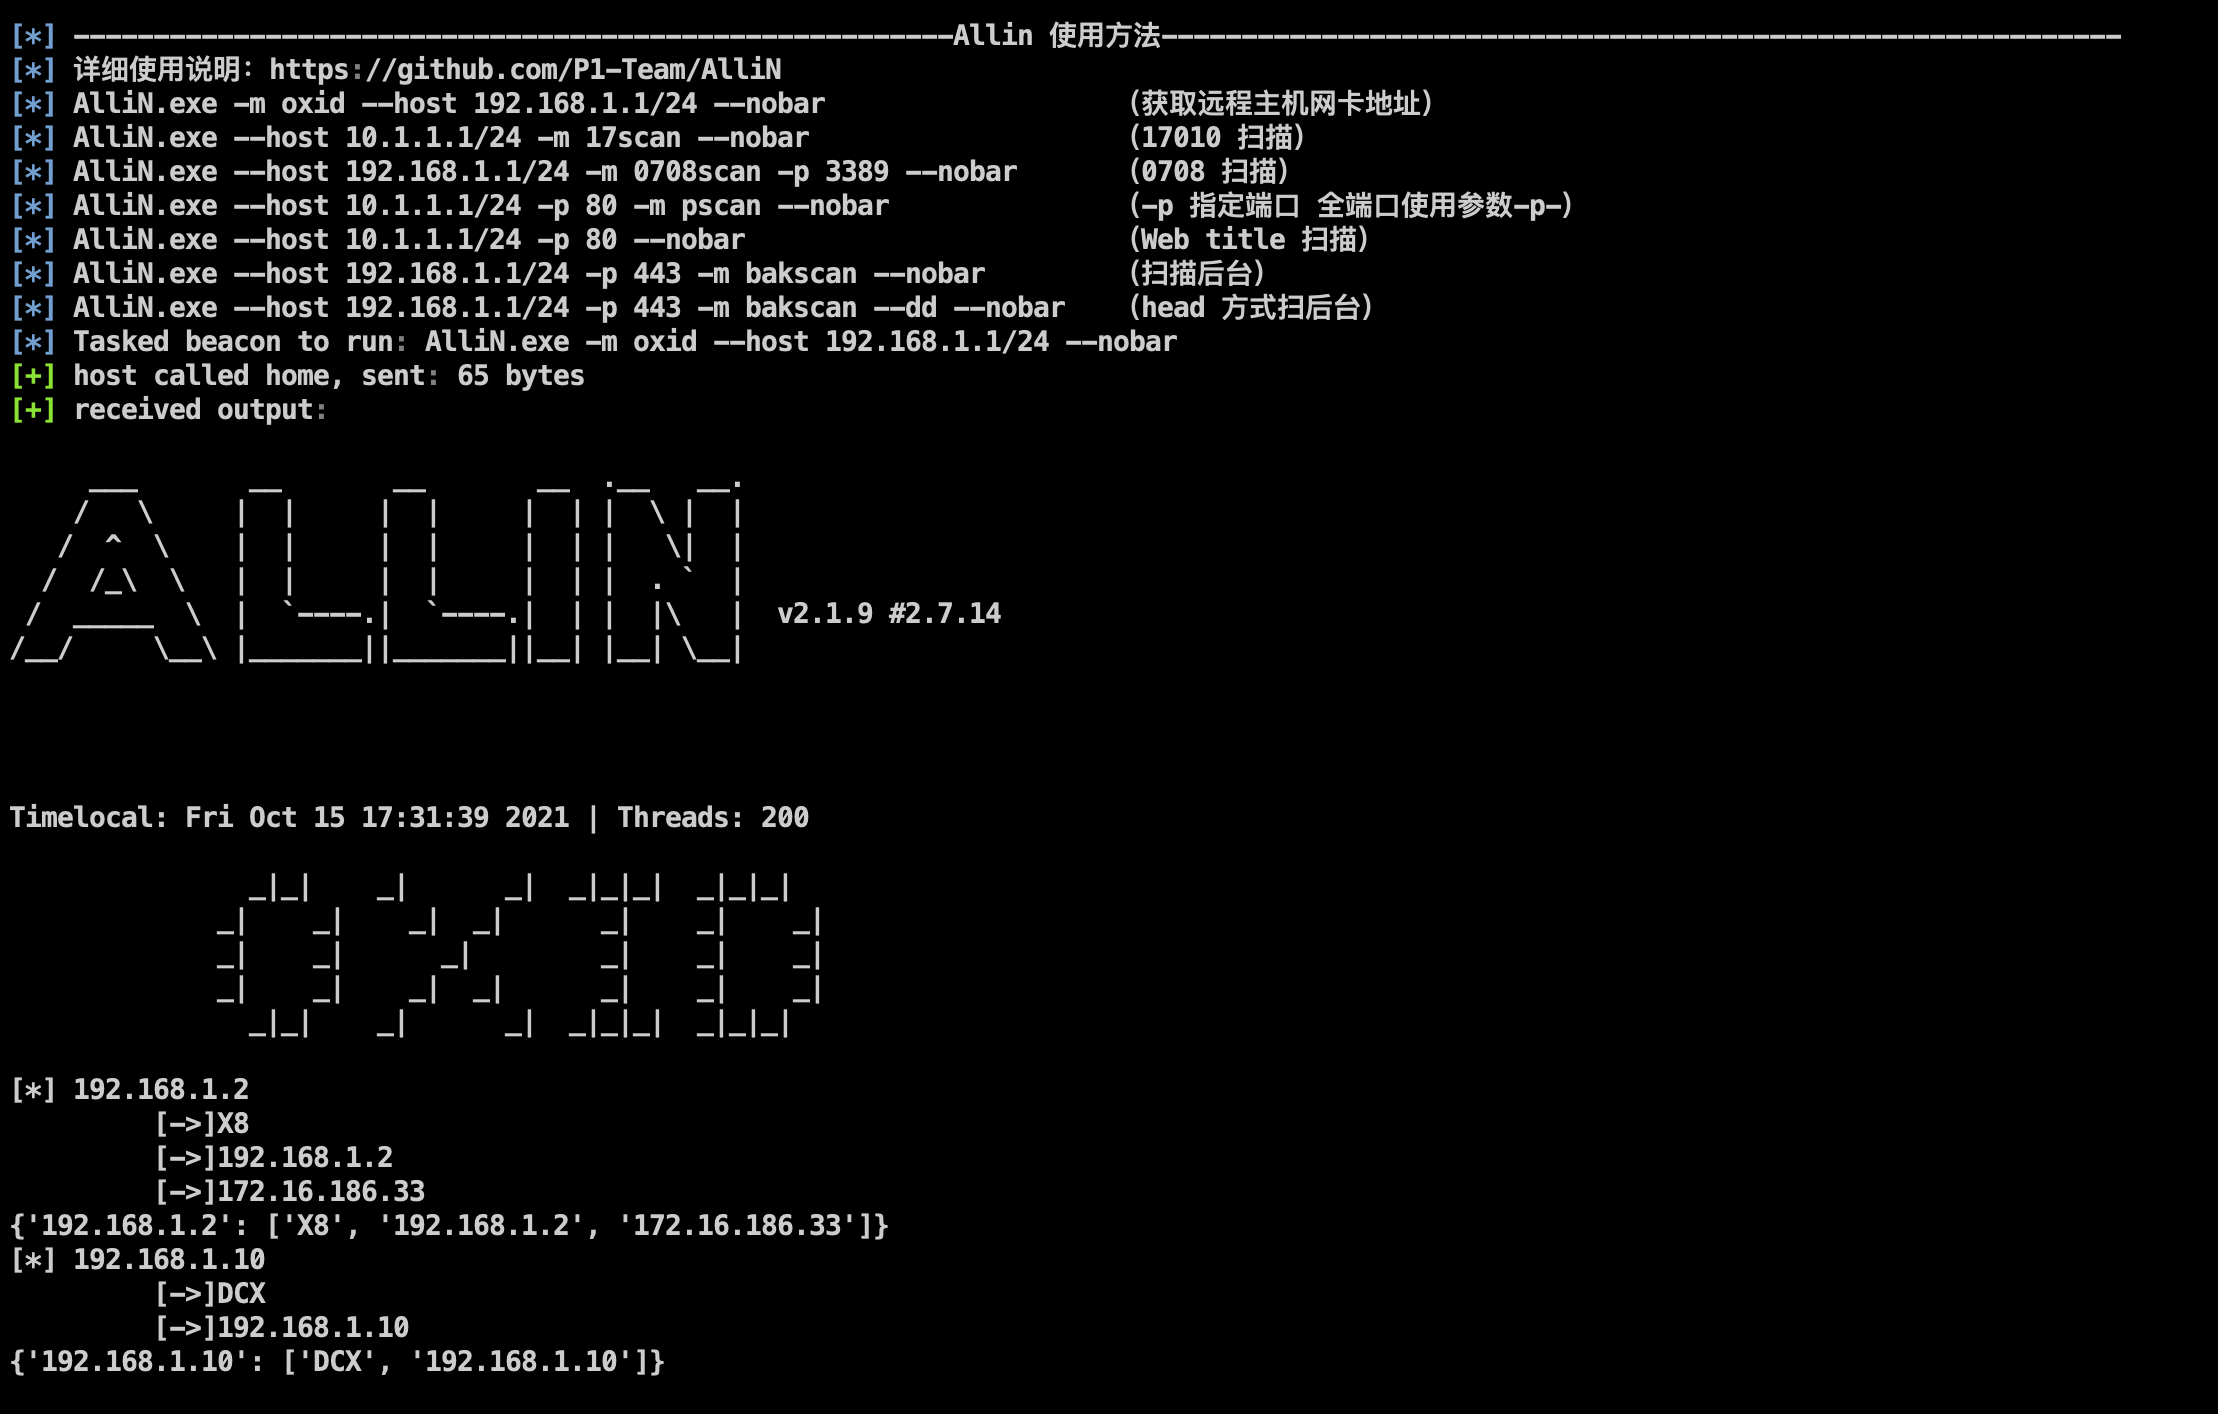 [*] -------------------------------------------------------Allin 使用方法------------------------------------------------------------
[*] 详细使用说明：https://github.com/P1-Team/AlliN
[*] AlliN.exe -m oxid --host 192.168.1.1/24 --nobar                   (获取远程主机网卡地址)
[*] AlliN.exe --host 10.1.1.1/24 -m 17scan --nobar                    (17010 扫描)
[*] AlliN.exe --host 192.168.1.1/24 -m 0708scan -p 3389 --nobar       (0708 扫描)
[*] AlliN.exe --host 10.1.1.1/24 -p 80 -m pscan --nobar               (-p 指定端口 全端口使用参数-p-)
[*] AlliN.exe --host 10.1.1.1/24 -p 80 --nobar                        (Web title 扫描)
[*] AlliN.exe --host 192.168.1.1/24 -p 443 -m bakscan --nobar         (扫描后台)
[*] AlliN.exe --host 192.168.1.1/24 -p 443 -m bakscan --dd --nobar    (head 方式扫后台)
[*] Tasked beacon to run: AlliN.exe -m oxid --host 192.168.1.1/24 --nobar
[+] host called home, sent: 65 bytes
[+] received output:
ALLIN
v2.1.9 #2.7.14
Timelocal: Fri Oct 15 17:31:39 2021 | Threads: 200
OXID
[*] 192.168.1.2
[->]X8
[->]192.168.1.2
[->]172.16.186.33
{'192.168.1.2': ['X8', '192.168.1.2', '172.16.186.33']}
[*] 192.168.1.10
[->]DCX
[->]192.168.1.10
{'192.168.1.10': ['DCX', '192.168.1.10']}